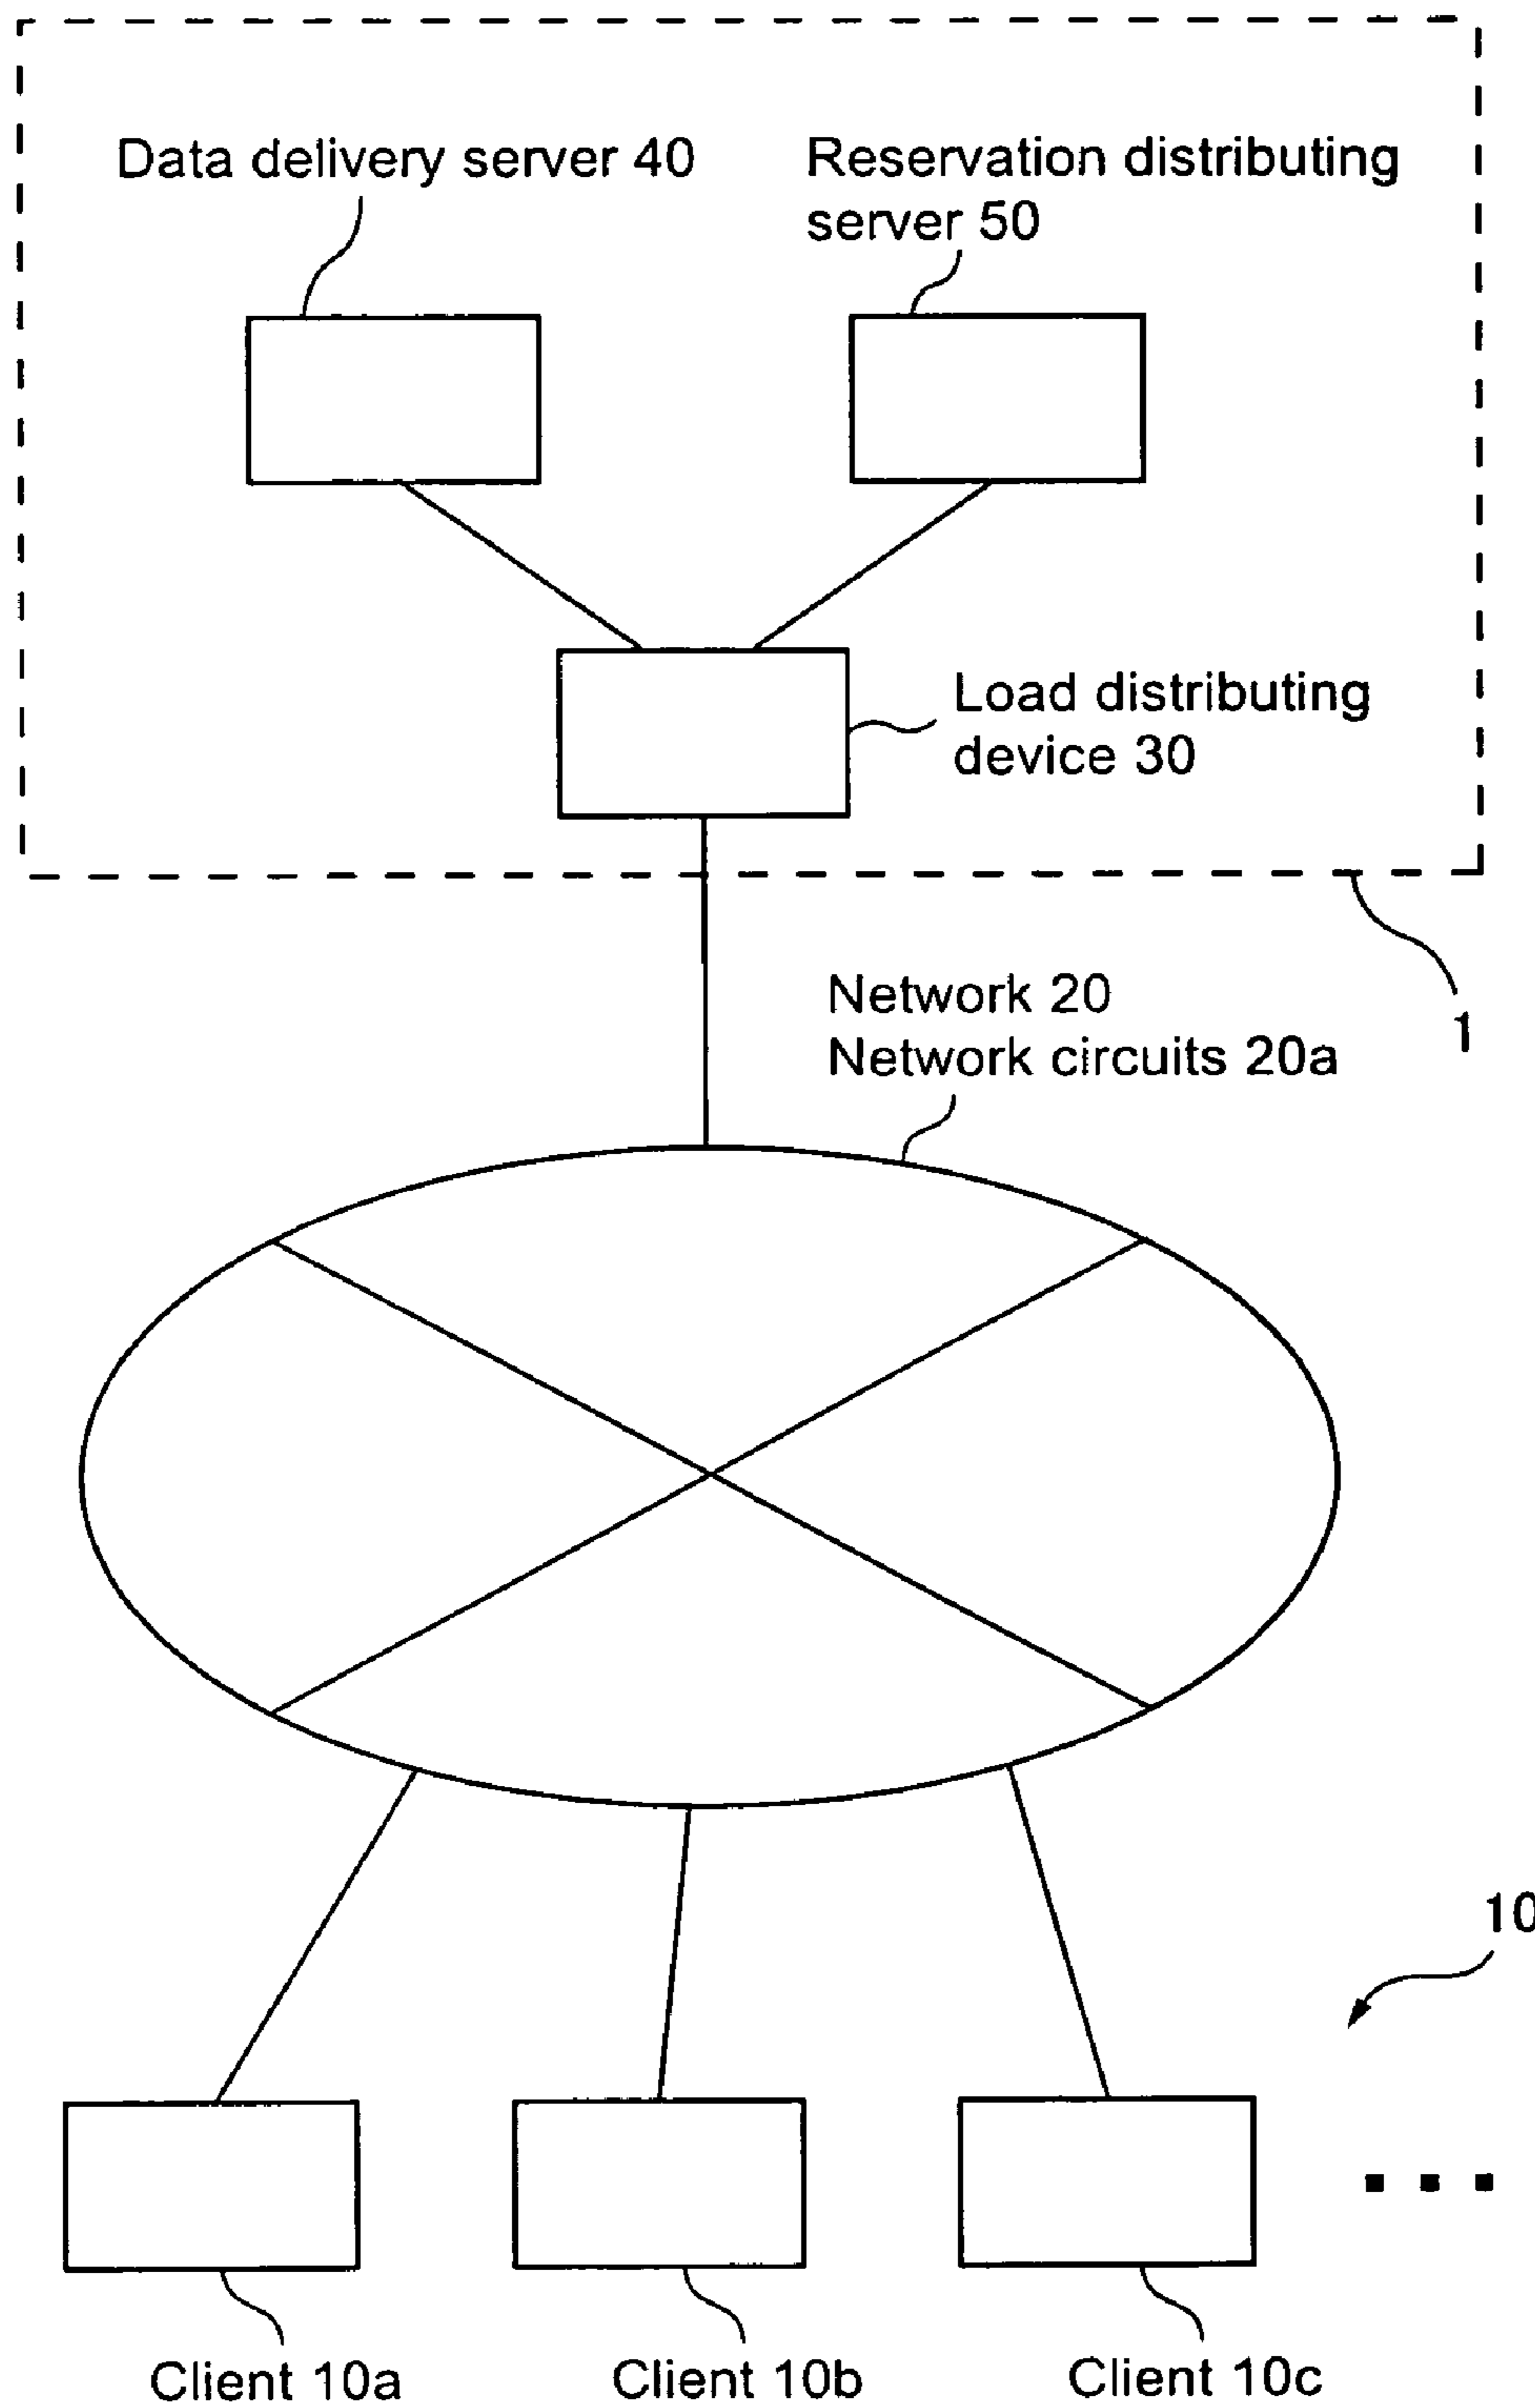 Data delivery server 40
Reservation distributing
server 50
Load distributing
device 30
1
Network 20
Network circuits 20a
10
Client 10a
Client 10b
Client 10c